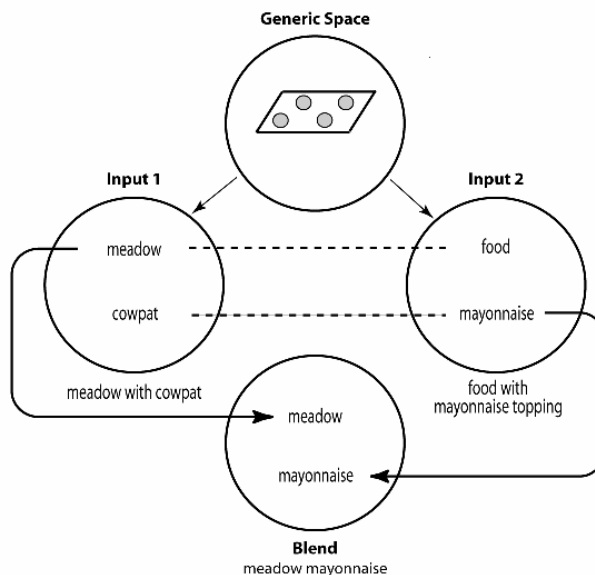 Generic Space
Input 1
Input 2
meadow
food
cowpat
mayonnaise
meadow with cowpat
food with
mayonnaise topping
meadow
mayonnaise
Blend
meadow mayonnaise